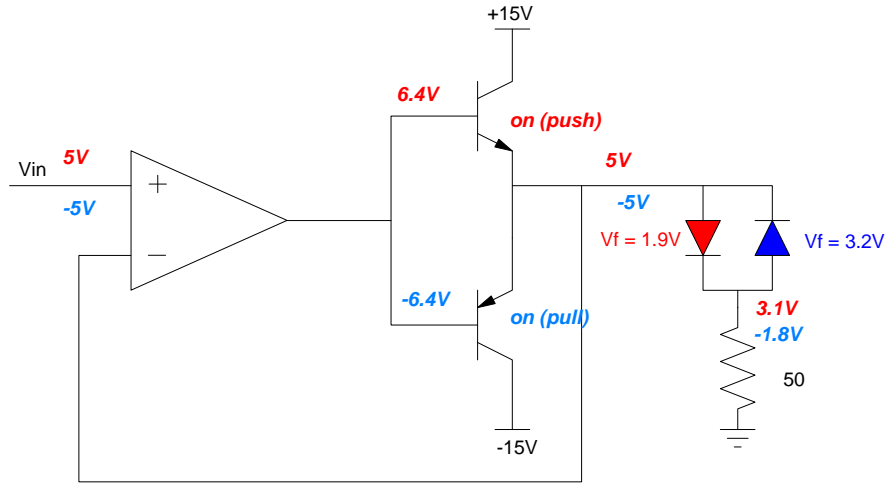 +15V
6.4V
on (push)
Vin
5V
-5V
+
−
5V
-5V
Vf = 1.9V
Vf = 3.2V
-6.4V
on (pull)
3.1V
-1.8V
50
-15V